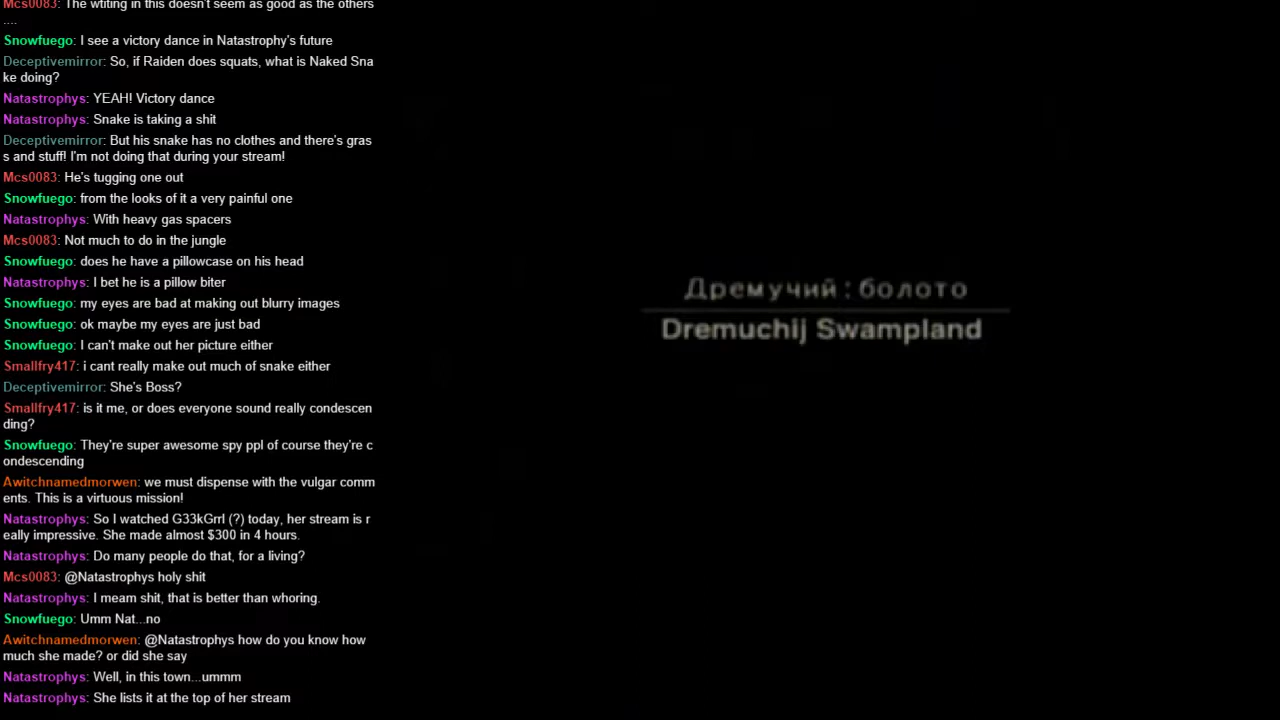 Mcs0083: The wtiting in this doesn't seem as good as the others
....
Snowfuego: I see a victory dance in Natastrophy's future
Deceptivemirror: So, if Raiden does squats, what is Naked Sna
ke doing?
Natastrophys: YEAH! Victory dance
Natastrophys: Snake is taking a shit
Deceptivemirror: But his snake has no clothes and there's gras
s and stuff! I'm not doing that during your stream!
Mcs0083: He's tugging one out
Snowfuego: from the looks of it a very painful one
Natastrophys: With heavy gas spacers
Mcs0083: Not much to do in the jungle
Snowfuego: does he have a pillowcase on his head
Natastrophys: I bet he is a pillow biter
Snowfuego: my eyes are bad at making out blurry images
Snowfuego: ok maybe my eyes are just bad
Snowfuego: I can't make out her picture either
Smallfry417: i cant really make out much of snake either
Deceptivemirror: She's Boss?
Smallfry417: is it me, or does everyone sound really condescen
ding?
Snowfuego: They're super awesome spy ppl of course they're c
ondescending
Awitchnamedmorwen: we must dispense with the vulgar comm
ents. This is a virtuous mission!
Natastrophys: So I watched G33kGrrl (?) today, her stream is r
eally impressive. She made almost $300 in 4 hours.
Natastrophys: Do many people do that, for a living?
Mcs0083: @Natastrophys holy shit
Natastrophys: I meam shit, that is better than whoring.
Snowfuego: Umm Nat...no
Awitchnamedmorwen: @Natastrophys how do you know how
much she made? or did she say
Natastrophys: Well, in this town...ummm
Natastrophys: She lists it at the top of her stream
Дремучий : болото
Dremuchij Swampland